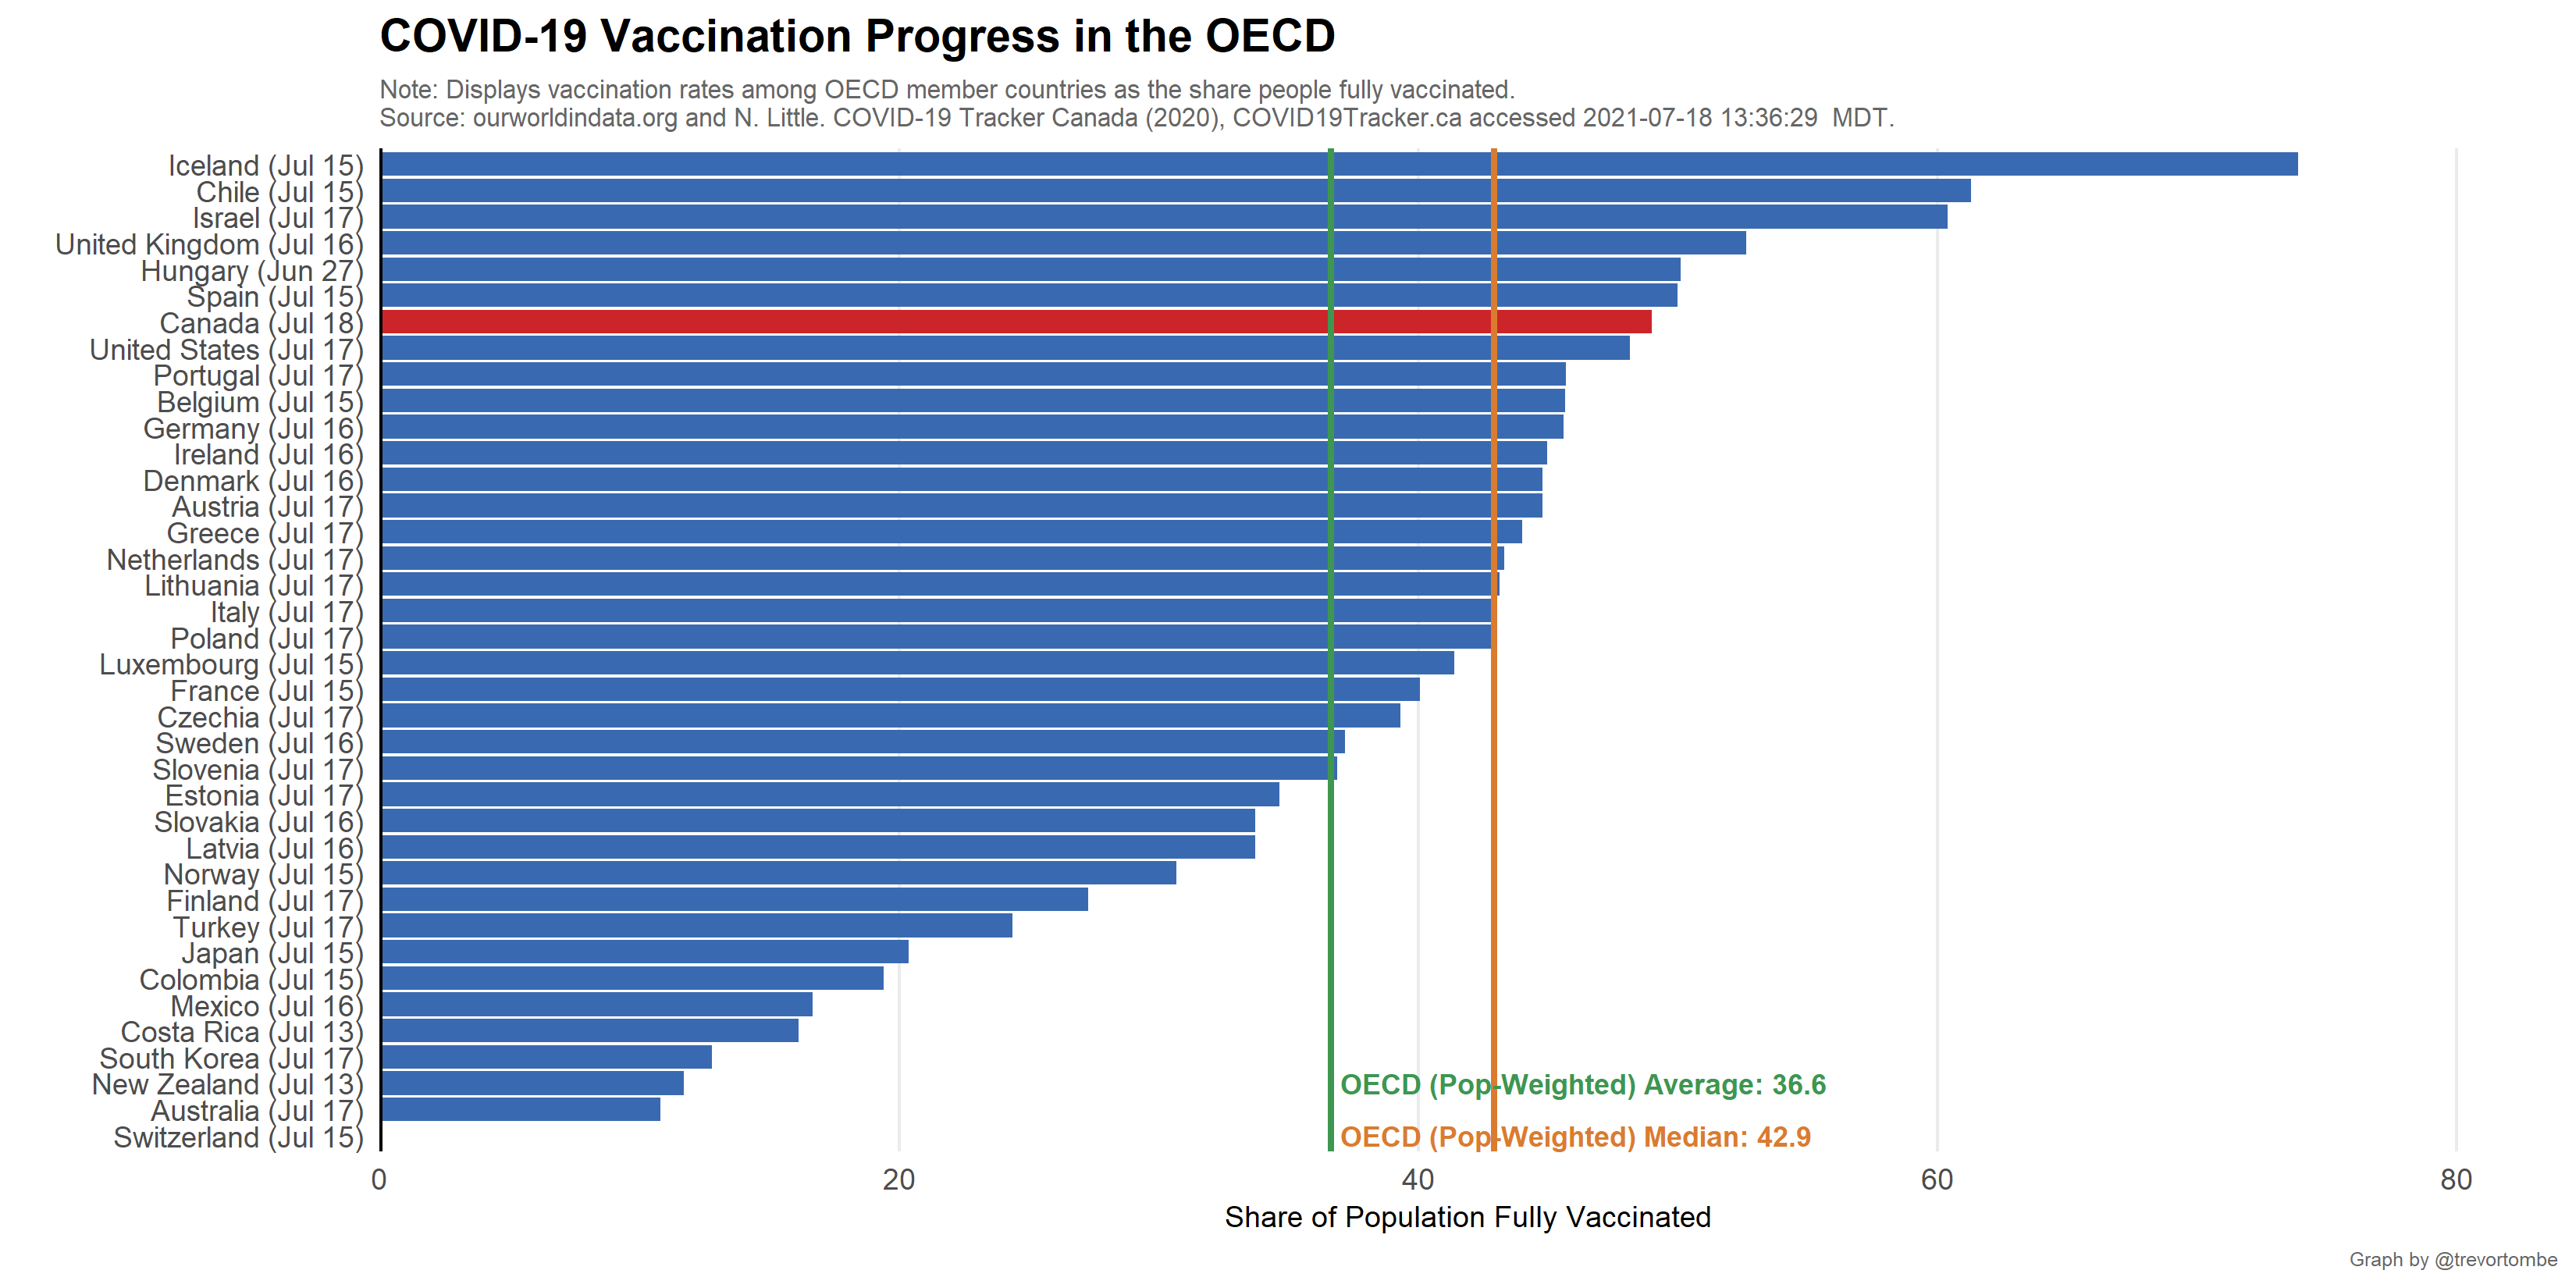 COVID-19 Vaccination Progress in the OECD
Note: Displays vaccination rates among OECD member countries as the share people fully vaccinated.
Source: ourworldindata.org and N. Little. COVID-19 Tracker Canada (2020), COVID19Tracker.ca accessed 2021-07-18 13:36:29  MDT.
Iceland (Jul 15)
Chile (Jul 15)
Israel (Jul 17)
United Kingdom (Jul 16)
Hungary (Jun 27)
Spain (Jul 15)
Canada (Jul 18)
United States (Jul 17)
Portugal (Jul 17)
Belgium (Jul 15)
Germany (Jul 16)
Ireland (Jul 16)
Denmark (Jul 16)
Austria (Jul 17)
Greece (Jul 17)
Netherlands (Jul 17)
Lithuania (Jul 17)
Italy (Jul 17)
Poland (Jul 17)
Luxembourg (Jul 15)
France (Jul 15)
Czechia (Jul 17)
Sweden (Jul 16)
Slovenia (Jul 17)
Estonia (Jul 17)
Slovakia (Jul 16)
Latvia (Jul 16)
Norway (Jul 15)
Finland (Jul 17)
Turkey (Jul 17)
Japan (Jul 15)
Colombia (Jul 15)
Mexico (Jul 16)
Costa Rica (Jul 13)
South Korea (Jul 17)
New Zealand (Jul 13)
Australia (Jul 17)
Switzerland (Jul 15)
OECD (Pop-Weighted) Average: 36.6
OECD (Pop-Weighted) Median: 42.9
0 20 40 60 80
Share of Population Fully Vaccinated
Graph by @trevortombe